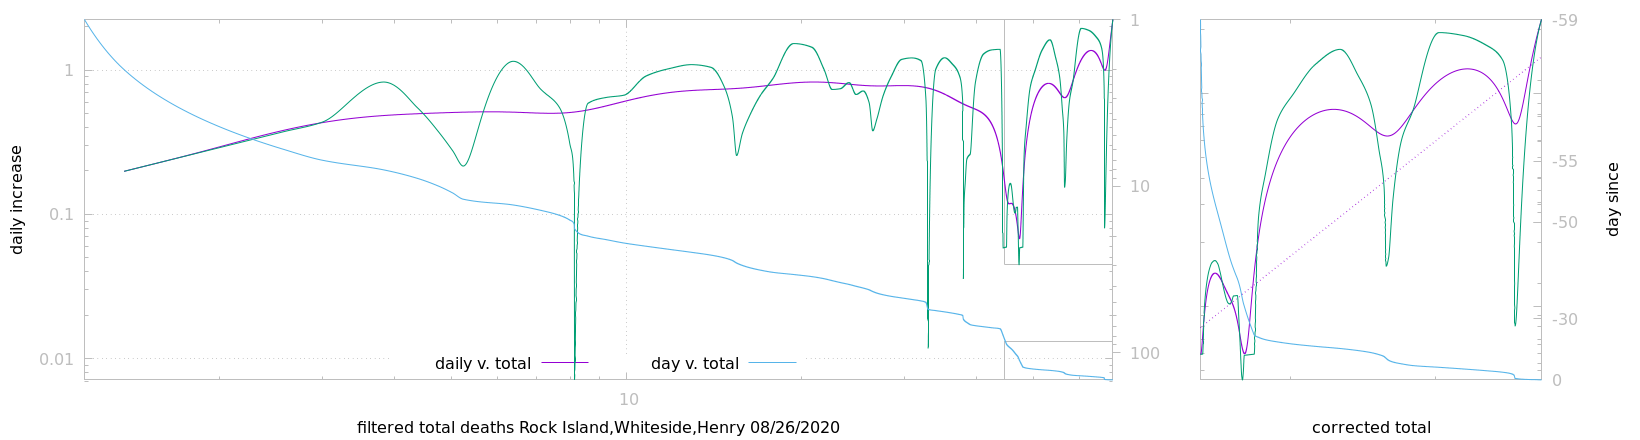 1
0.1
0.01
daily increase
daily v. total
day v. total
10
1
10
100
filtered total deaths Rock Island,Whiteside,Henry 08/26/2020
-59
-55
-50
-30
0
day since
corrected total